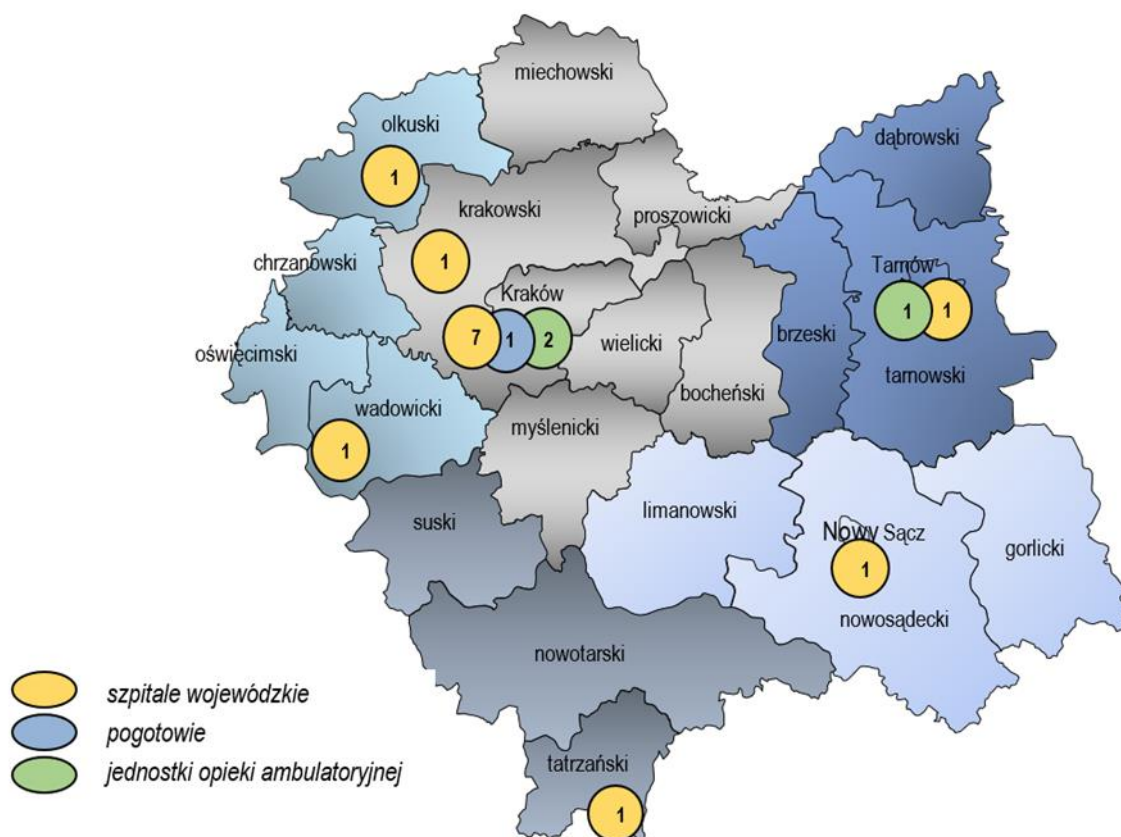 miechowski
olkuski
dąbrowski
1
krakowski
proszowicki
chrzanowski
1
Tarnów
Kraków
1
1
7
1
2
wielicki
brzeski
oświęcimski
tarnowski
bocheński
wadowicki
myślenicki
1
limanowski
suski
Nowy Sącz
gorlicki
1
nowosądecki
nowotarski
szpitale wojewódzkie
pogotowie
tatrzański
jednostki opieki ambulatoryjnej
1